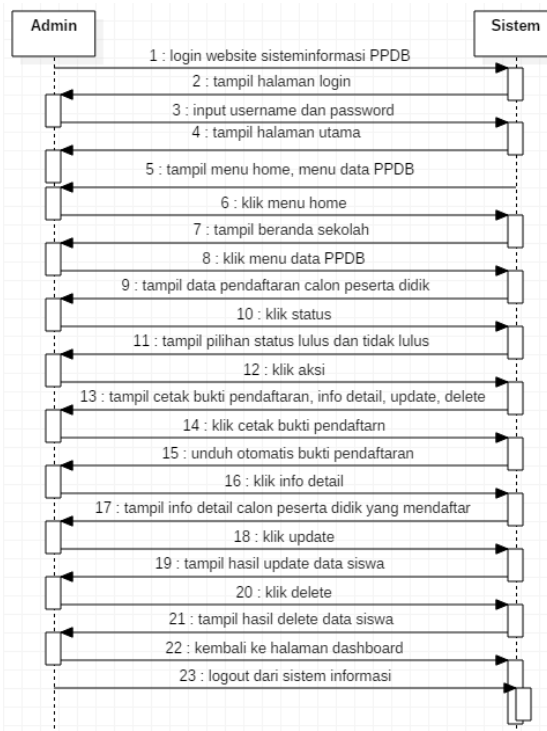 Admin
Sistem
1 : login website sisteminformasi PPDB
2 : tampil halaman login
3 : input username dan password
4 : tampil halaman utama
5 : tampil menu home, menu data PPDB
6 : klik menu home
7 : tampil beranda sekolah
8 : klik menu data PPDB
9 : tampil data pendaftaran calon peserta didik
10 : klik status
11 : tampil pilihan status lulus dan tidak lulus
12 : klik aksi
13 : tampil cetak bukti pendaftaran, info detail, update, delete
14 : klik cetak bukti pendaftarn
15 : unduh otomatis bukti pendaftaran
16 : klik info detail
17 : tampil info detail calon peserta didik yang mendaftar
18 : klik update
19 : tampil hasil update data siswa
20 : klik delete
21 : tampil hasil delete data siswa
22 : kembali ke halaman dashboard
23 : logout dari sistem informasi